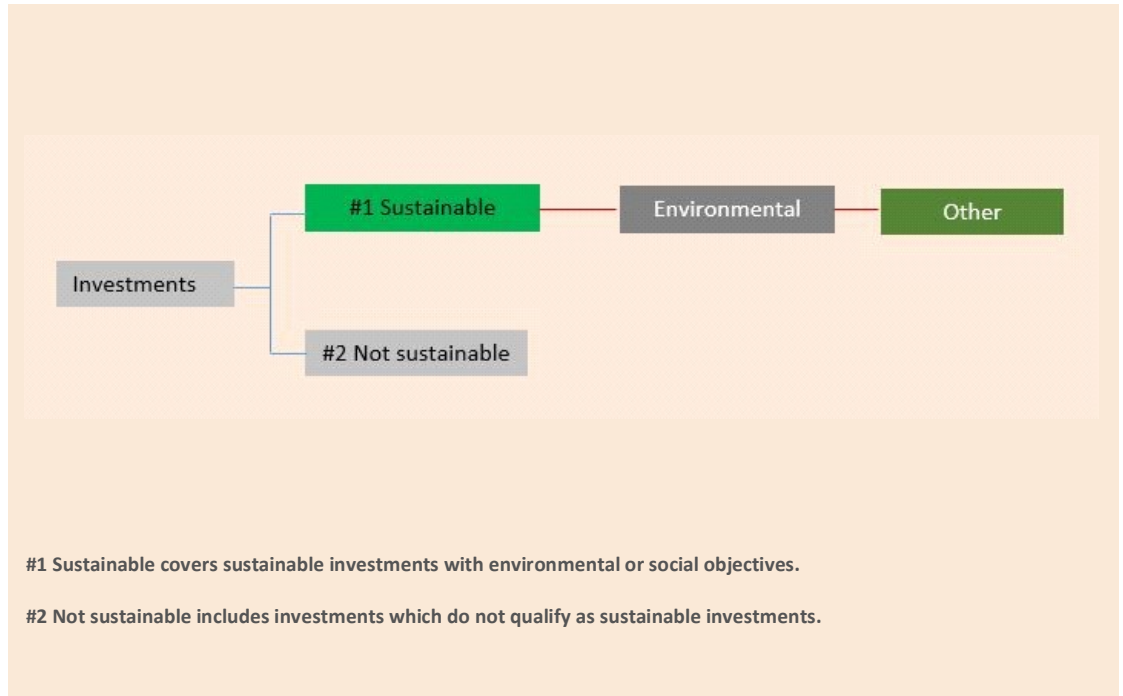 #1 Sustainable
Environmental
Other
Investments
#2 Not sustainable
#1 Sustainable covers sustainable investments with environmental or social objectives.
#2 Not sustainable includes investments which do not qualify as sustainable investments.